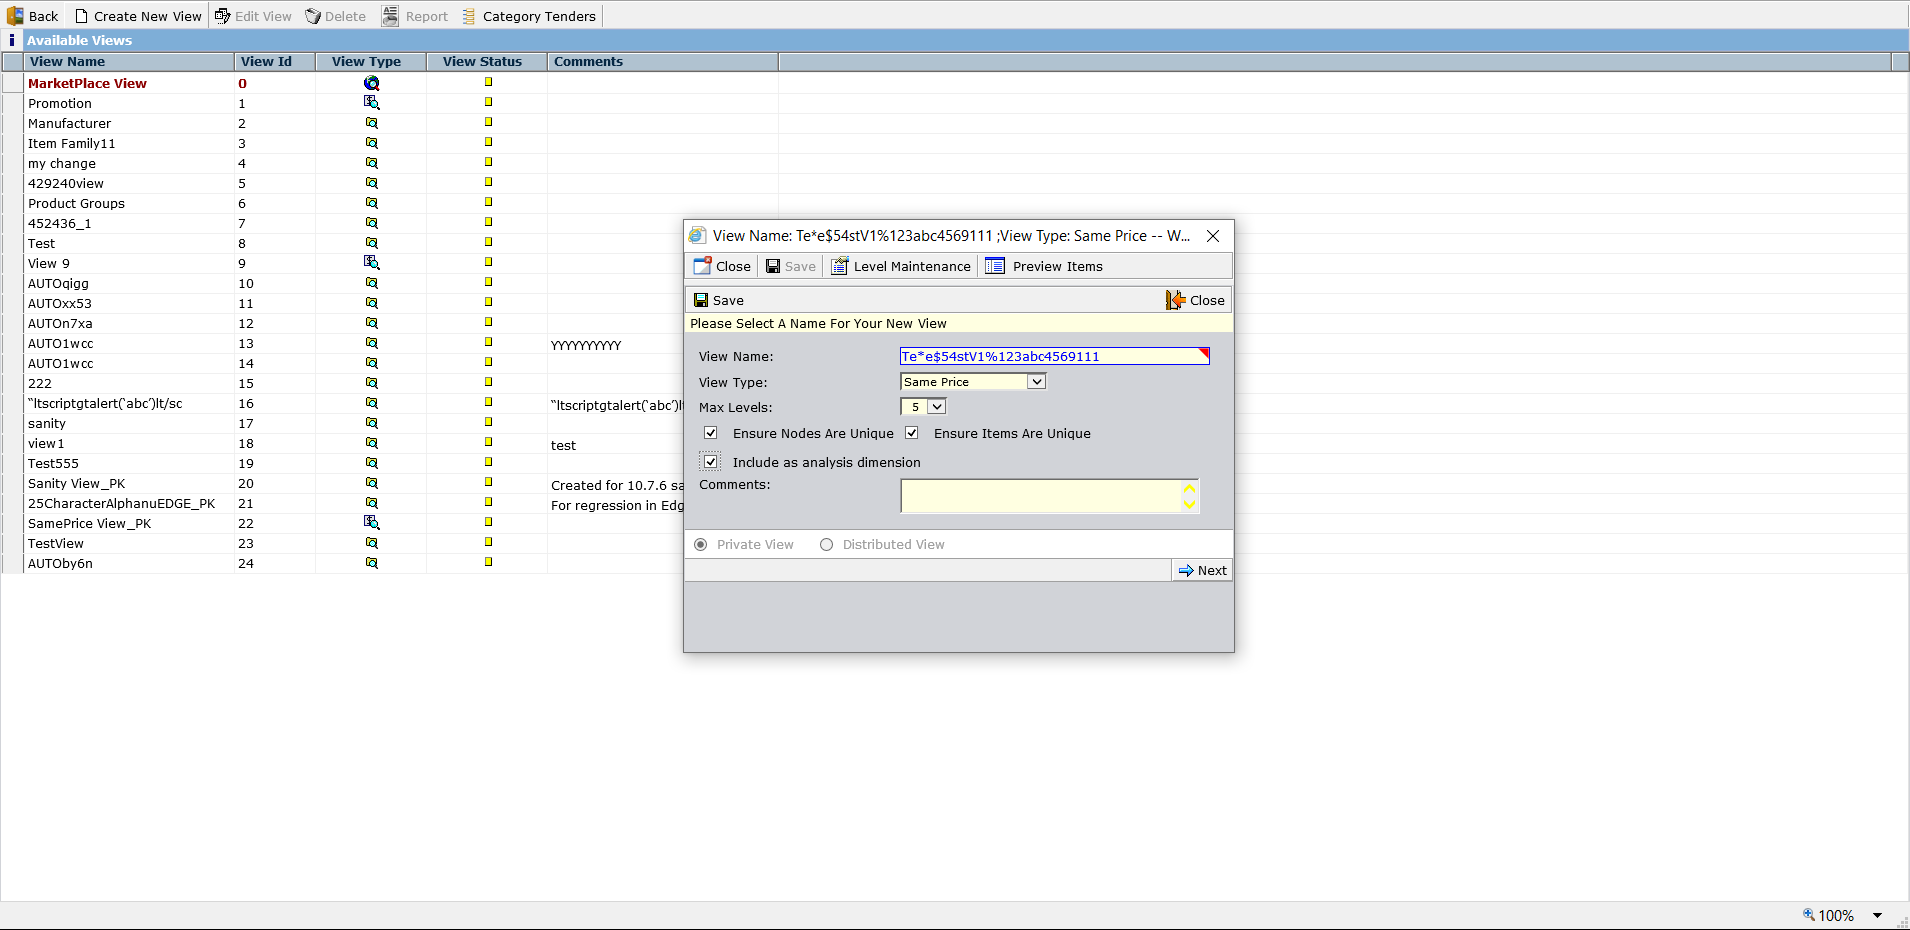 Back Create New View Edit View Delete Report Category Tenders
i Available Views
View Name View Id View Type View Status Comments
MarketPlace View 0
Promotion 1
Manufacturer 2
Item Family11 3
my change 4
429240view 5
Product Groups 6
452436_1 7
Test 8
View 9 9
AUTOqigg 10
AUTOxx53 11
AUTOn7xa 12
AUTO1wcc 13 YYYYYYYYYY
AUTO1wcc 14
222 15
“ltscriptgtalert(‘abc’)lt/sc 16 “ltscriptgtalert(‘abc’)lt
sanity 17
view1 18 test
Test555 19
Sanity View_PK 20 Created for 10.7.6 sa
25CharacterAlphanuEDGE_PK 21 For regression in Edg
SamePrice View_PK 22
TestView 23
AUTOby6n 24
View Name: Te*e$54stV1%123abc4569111 ;View Type: Same Price -- W...
Close Save Level Maintenance Preview Items
Save Close
Please Select A Name For Your New View
View Name: Te*e$54stV1%123abc4569111
View Type: Same Price
Max Levels: 5
Ensure Nodes Are Unique Ensure Items Are Unique
Include as analysis dimension
Comments:
Private View Distributed View
Next
100%